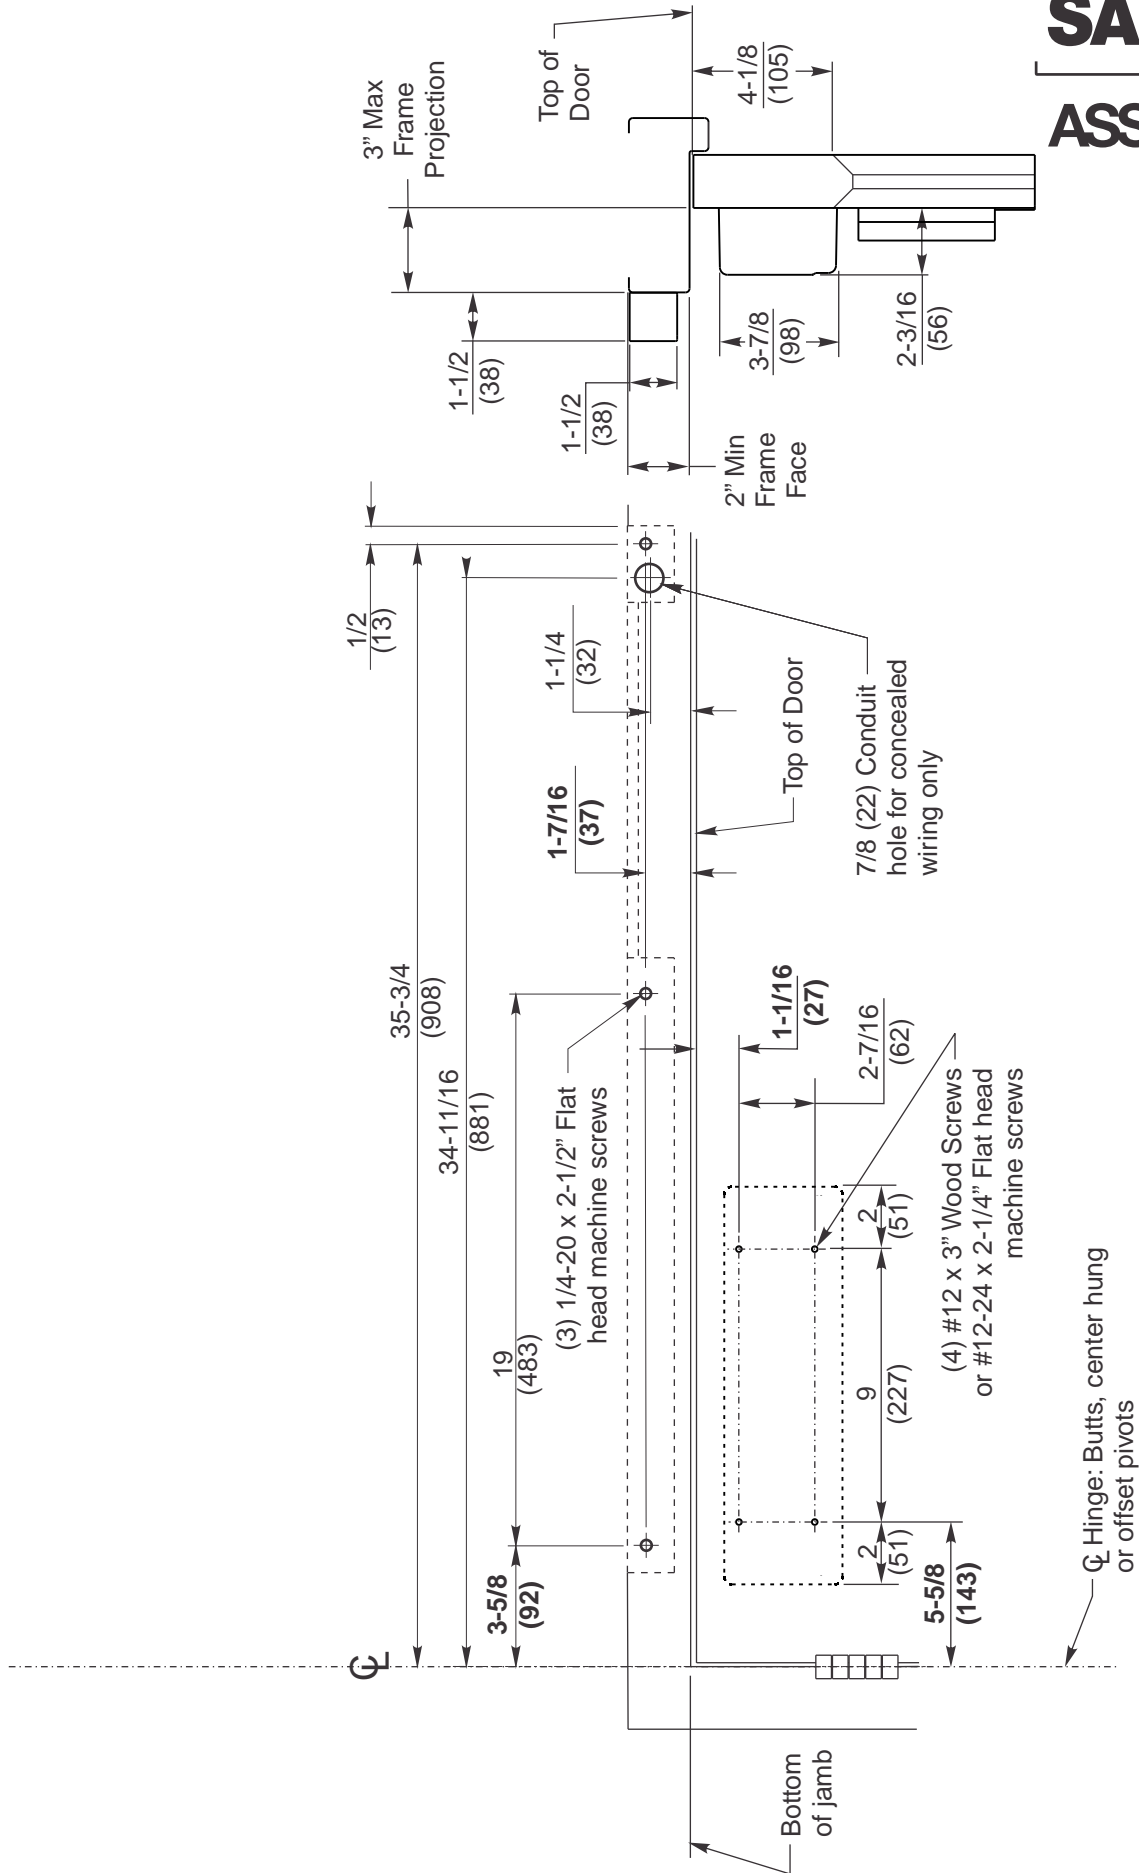 SA
ASS
3” Max
Frame
Projection
Top of
Door
4-1/8
(105)
1-1/2
(38)
1-1/2
(38)
3-7/8
(98)
2-3/16
(56)
2” Min
Frame
Face
1/2
(13)
1-1/4
(32)
1-7/16
(37)
Top of Door
7/8 (22) Conduit
hole for concealed
wiring only
35-3/4
(908)
34-11/16
(881)
19
(483)
(3) 1/4-20 x 2-1/2” Flat
head machine screws
1-1/16
(27)
2-7/16
(62)
(4) #12 x 3” Wood Screws
or #12-24 x 2-1/4” Flat head
machine screws
2
(51)
9
(227)
2
(51)
3-5/8
(92)
5-5/8
(143)
℄
℄ Hinge: Butts, center hung
or offset pivots
Bottom
of jamb